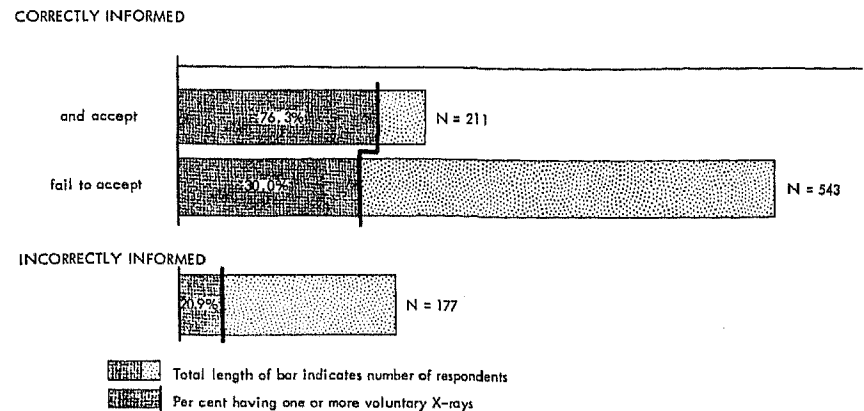 CORRECTLY INFORMED
and accept
76.3%
N = 211
fail to accept
30.0%
N = 543
INCORRECTLY INFORMED
20.9%
N = 177
Total length of bar indicates number of respondents
Per cent having one or more voluntary X-rays